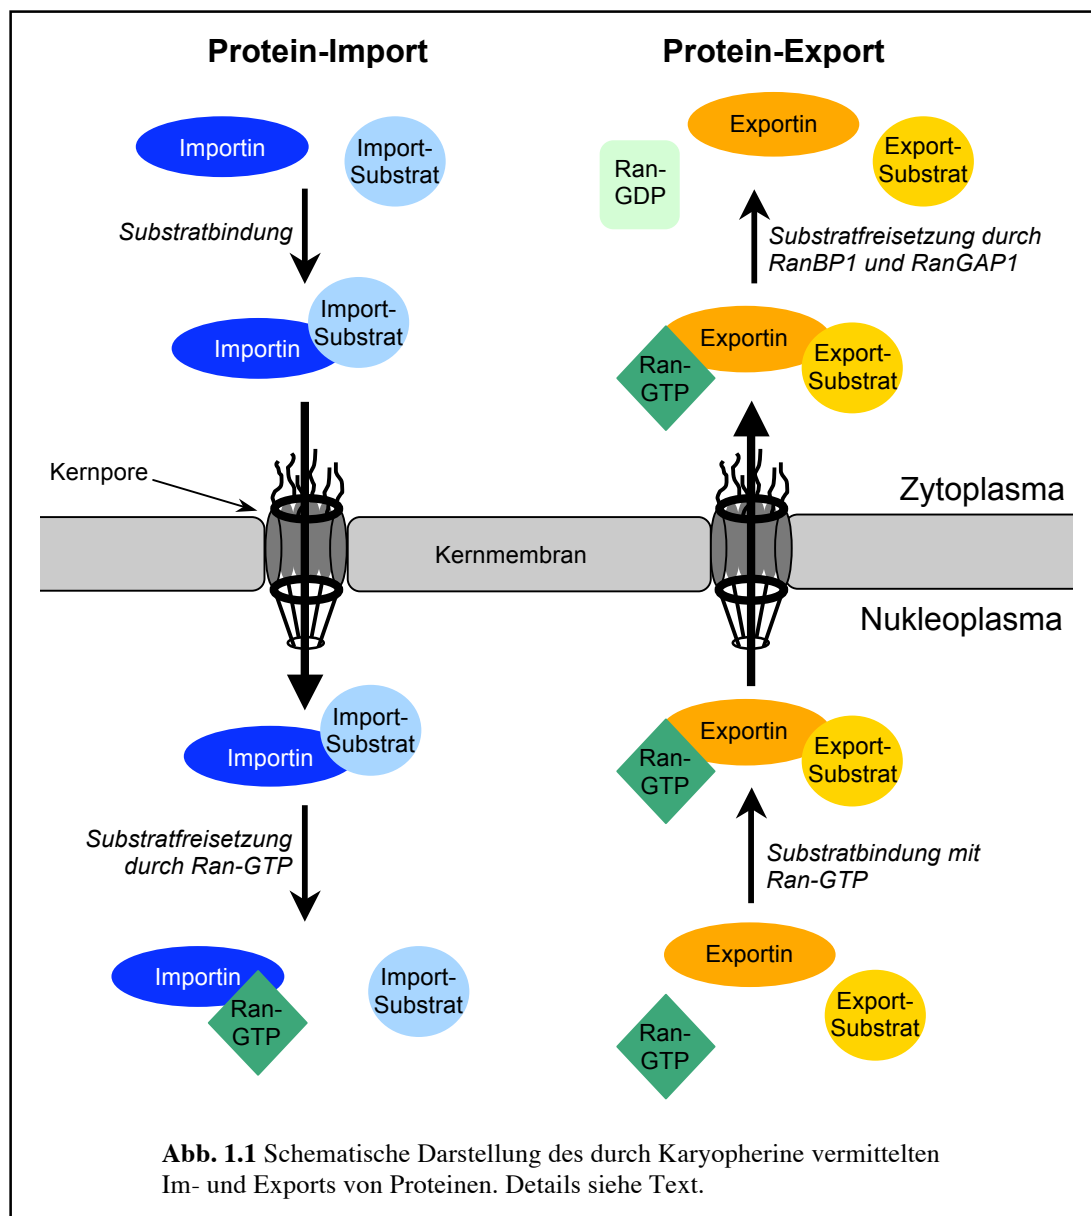 Protein-Import
Importin
Import-
Substrat
Substratbindung
Import-
Substrat
Importin
Kernpore
Kernmembran
Import-
Substrat
Importin
Substratfreisetzung
durch Ran-GTP
Importin
Ran-
GTP
Import-
Substrat
Protein-Export
Exportin
Ran-
GDP
Export-
Substrat
Substratfreisetzung durch
RanBP1 und RanGAP1
Exportin
Ran-
GTP
Export-
Substrat
Zytoplasma
Nukleoplasma
Exportin
Ran-
GTP
Export-
Substrat
Substratbindung mit
Ran-GTP
Exportin
Ran-
GTP
Export-
Substrat
Abb. 1.1 Schematische Darstellung des durch Karyopherine vermittelten
Im- und Exports von Proteinen. Details siehe Text.